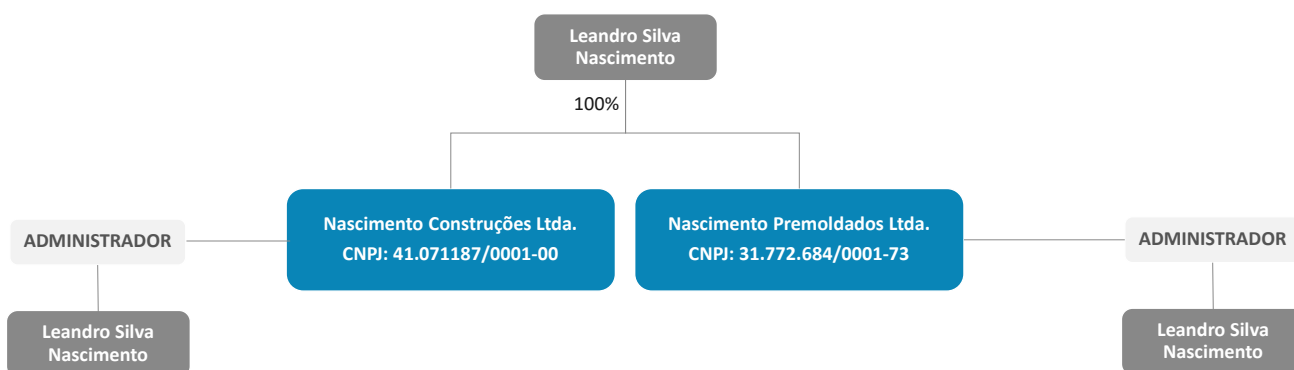 Leandro Silva
Nascimento
100%
Nascimento Construções Ltda.
CNPJ: 41.071187/0001-00
Nascimento Premoldados Ltda.
CNPJ: 31.772.684/0001-73
ADMINISTRADOR
ADMINISTRADOR
Leandro Silva
Nascimento
Leandro Silva
Nascimento